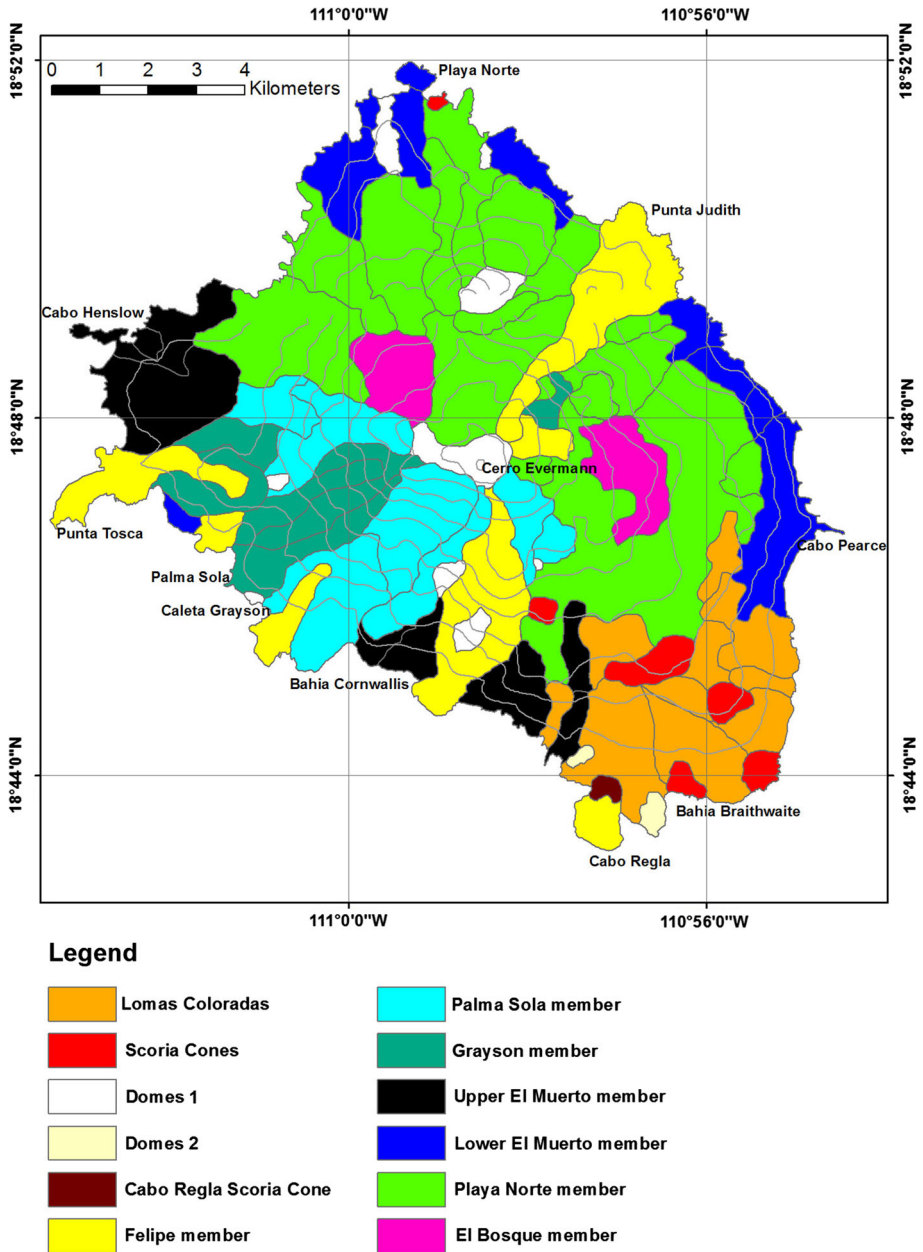 111°0'0"W
110°56'0"W
18°52'0"N
18°52'0"N
0 1 2 3 4
Kilometers
Playa Norte
Punta Judith
Cabo Henslow
18°48'0"N
18°48'0"N
Cerro Evermann
Punta Tosca
Cabo Pearce
Palma Sola
Caleta Grayson
Bahia Cornwallis
18°44'0"N
18°44'0"N
Bahia Braithwaite
Cabo Regla
111°0'0"W
110°56'0"W
Legend
Lomas Coloradas
Scoria Cones
Domes 1
Domes 2
Cabo Regla Scoria Cone
Felipe member
Palma Sola member
Grayson member
Upper El Muerto member
Lower El Muerto member
Playa Norte member
El Bosque member